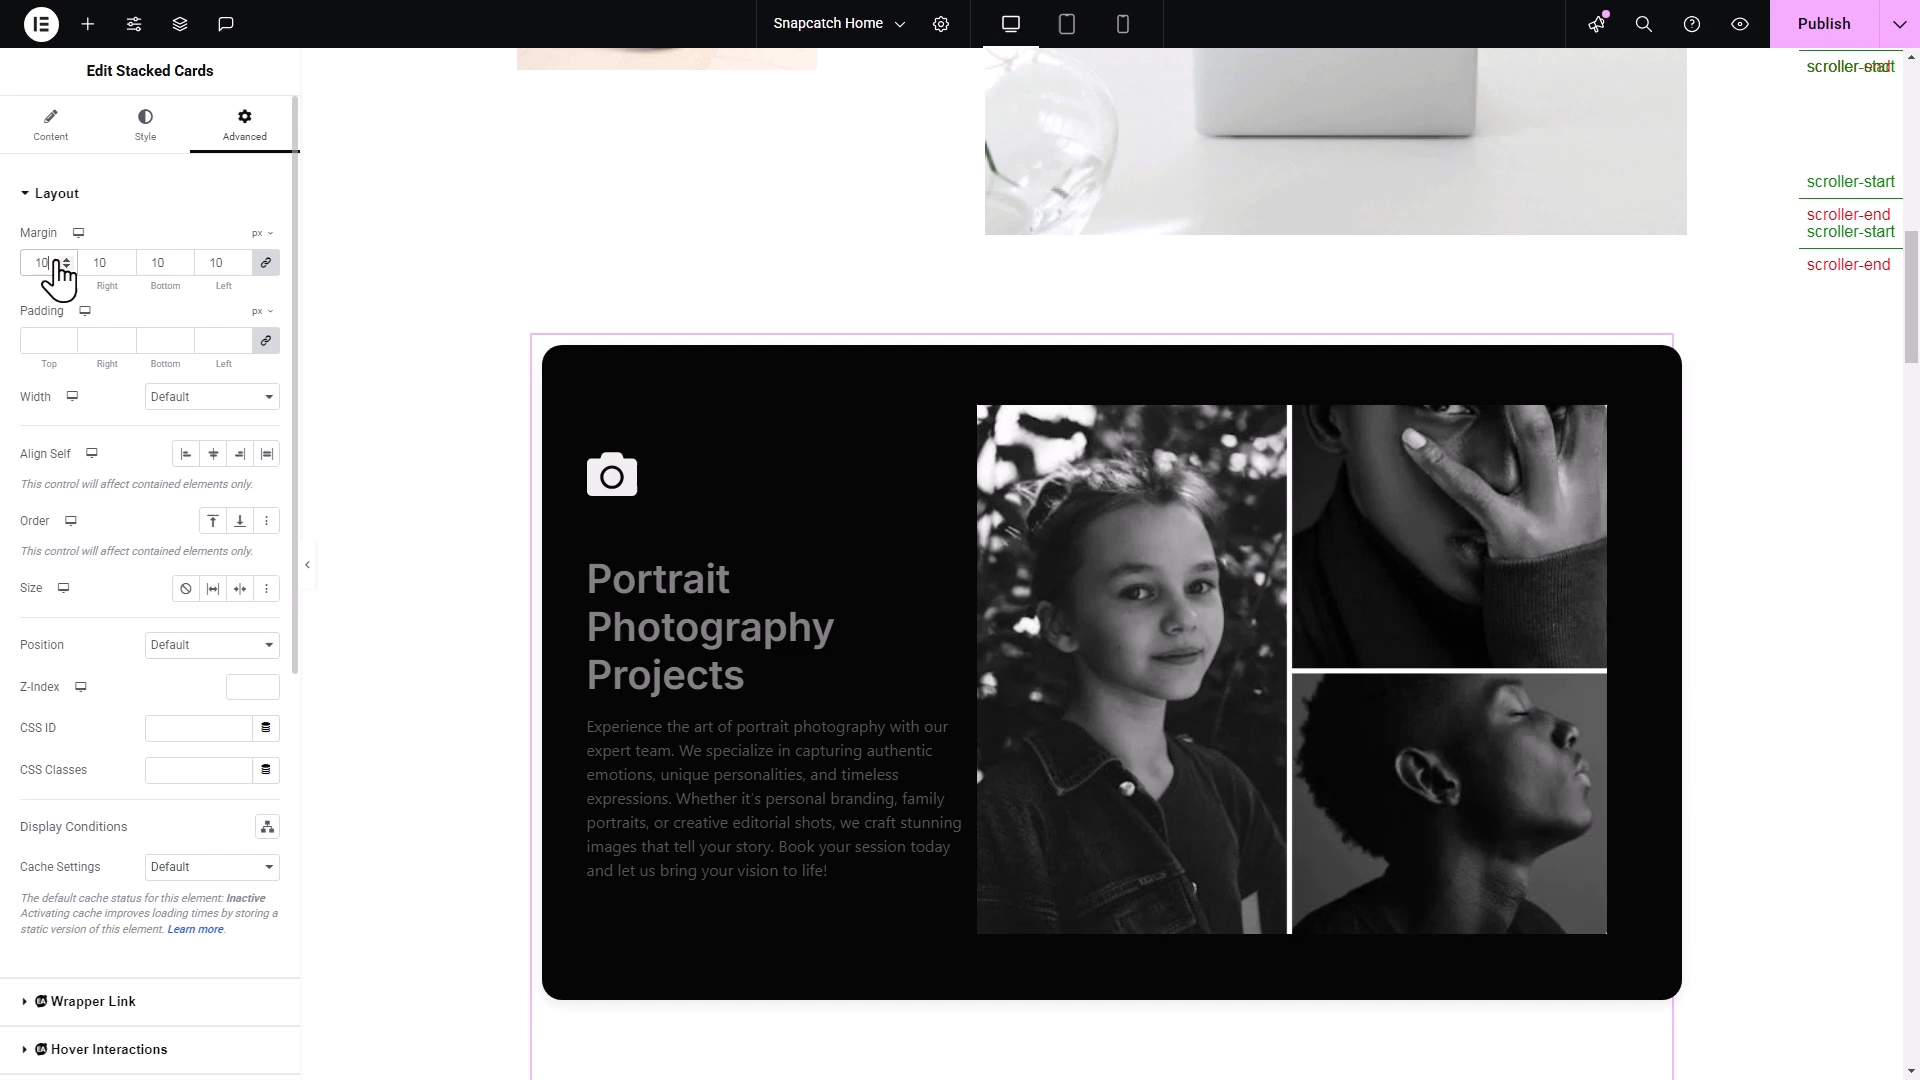 Snapcatch Home
Publish
Edit Stacked Cards
Content
Style
Advanced
Layout
Margin
px
10
10
10
10
Right
Bottom
Left
Padding
px
Top
Right
Bottom
Left
Width
Default
Align Self
This control will affect contained elements only.
Order
This control will affect contained elements only.
Size
Position
Default
Z-Index
CSS ID
CSS Classes
Display Conditions
Cache Settings
Default
The default cache status for this element: Inactive
Activating cache improves loading times by storing a
static version of this element. Learn more.
EA Wrapper Link
EA Hover Interactions
Portrait
Photography
Projects
Experience the art of portrait photography with our
expert team. We specialize in capturing authentic
emotions, unique personalities, and timeless
expressions. Whether it's personal branding, family
portraits, or creative editorial shots, we craft stunning
images that tell your story. Book your session today
and let us bring your vision to life!
scroller-start
scroller-start
scroller-end
scroller-start
scroller-end